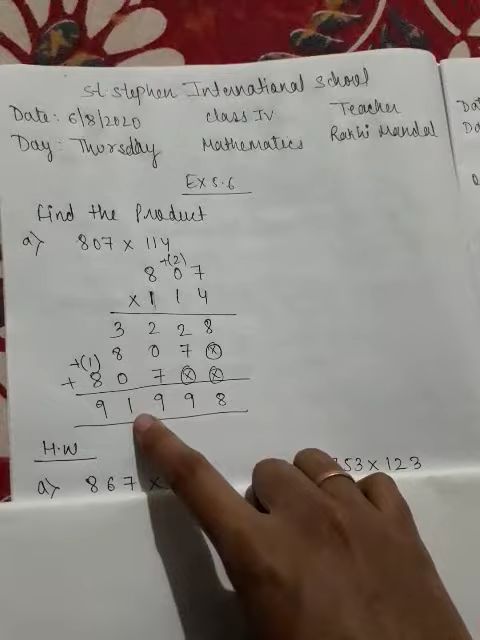 St Stephen International School
Date: 6/8/2020 class IV Teacher
Day: Thursday Mathematics Rakhi Mandal
Ex 5.6
Find the Product
a) 807 × 114
+(2)
8 0 7
× 1 1 4
3 2 2 8
+(1) 8 0 7 ⓧ
+ 8 0 7 ⓧ ⓧ
9 1 9 9 8
H.W
a) 867 × 53 × 123